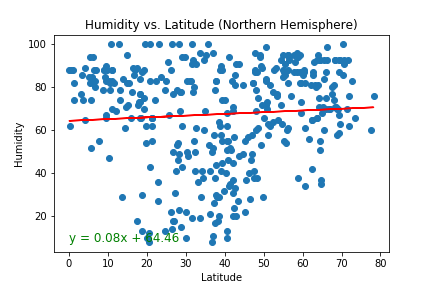 Humidity vs. Latitude (Northern Hemisphere)
100
80
60
40
20
Humidity
y = 0.08x + 64.46
0 10 20 30 40 50 60 70 80
Latitude